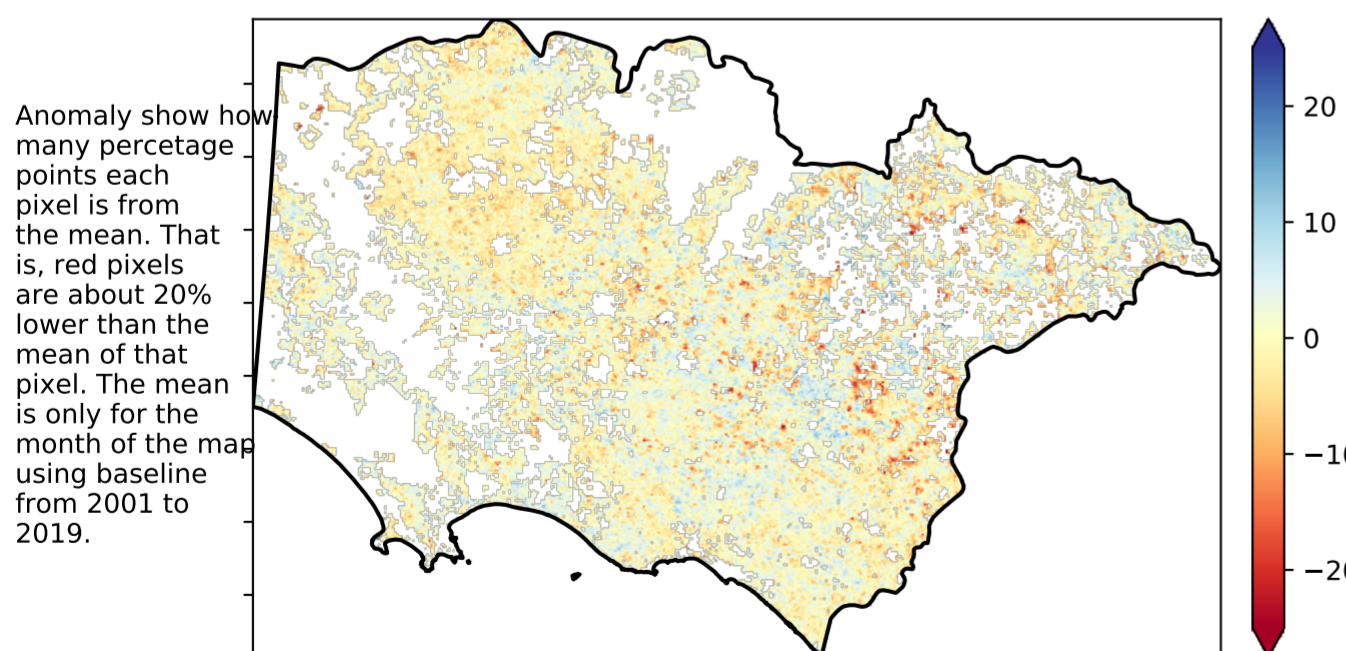 Anomaly show how
many percetage
points each
pixel is from
the mean. That
is, red pixels
are about 20%
lower than the
mean of that
pixel. The mean
is only for the
month of the map
using baseline
from 2001 to
2019.
20
10
0
−10
−20